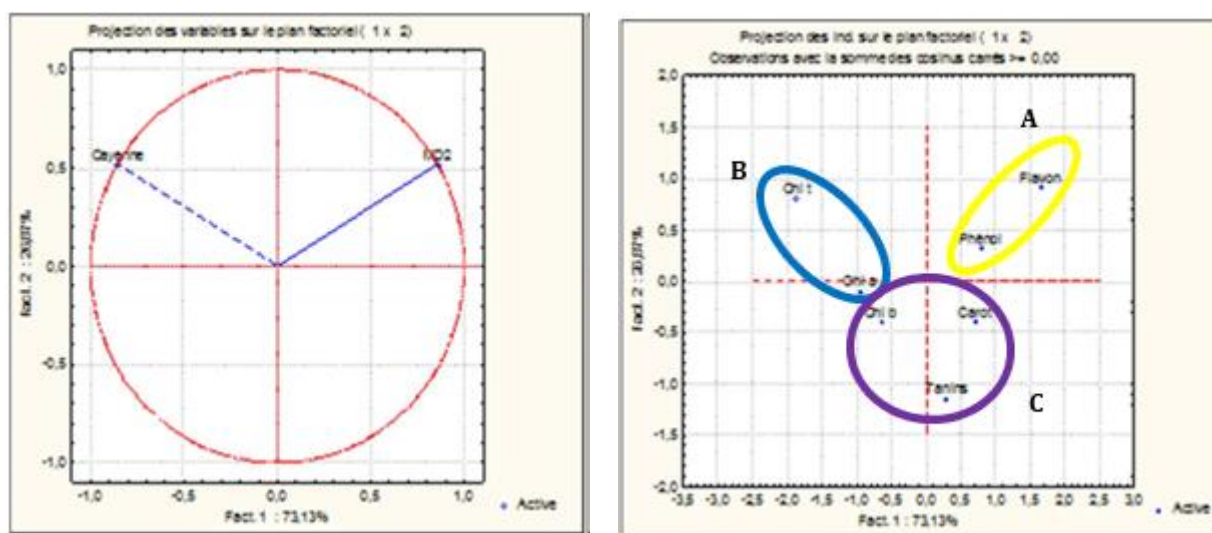 Projection des variables sur le plan factoriel ( 1 x 2)
1,0
0,5
0,0
-0,5
-1,0
Cayenne
MD2
Fact. 2 : 26,87%
-1,0
-0,5
0,0
0,5
1,0
Fact. 1 : 73,13%
Active
Projection des ind. sur le plan factoriel ( 1 x 2)
Observations avec la somme des cosinus carrés >= 0,00
2,0
1,5
1,0
0,5
0,0
-0,5
-1,0
-1,5
-2,0
A
B
C
Flavon
Chl t
Phénol
Chl a
Chl b
Carot
Tanins
Fact. 2 : 26,87%
-3,5 -3,0 -2,5 -2,0 -1,5 -1,0 -0,5 0,0 0,5 1,0 1,5 2,0 2,5 3,0
Fact. 1 : 73,13%
Active